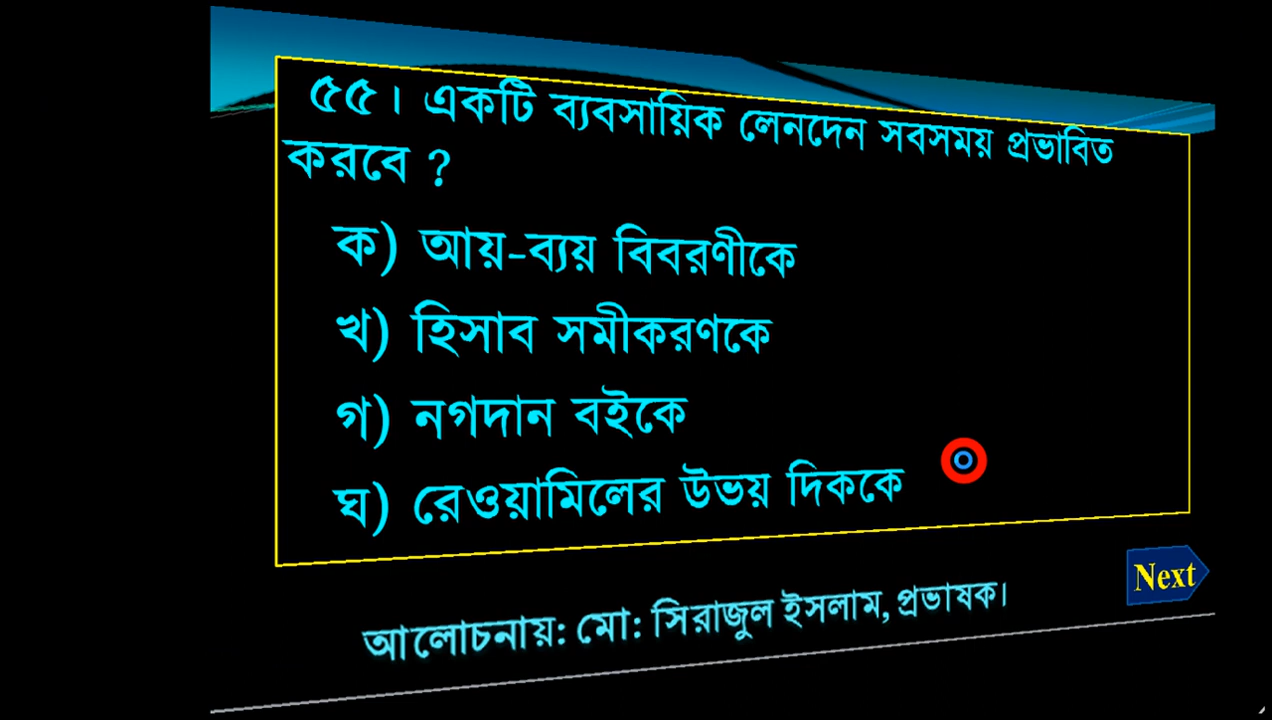 ৫৫। একটি ব্যবসায়িক লেনদেন সবসময় প্রভাবিত
করবে ?
ক) আয়-ব্যয় বিবরণীকে
খ) হিসাব সমীকরণকে
গ) নগদান বইকে
ঘ) রেওয়ামিলের উভয় দিককে
Next
আলোচনায়: মো: সিরাজুল ইসলাম, প্রভাষক।